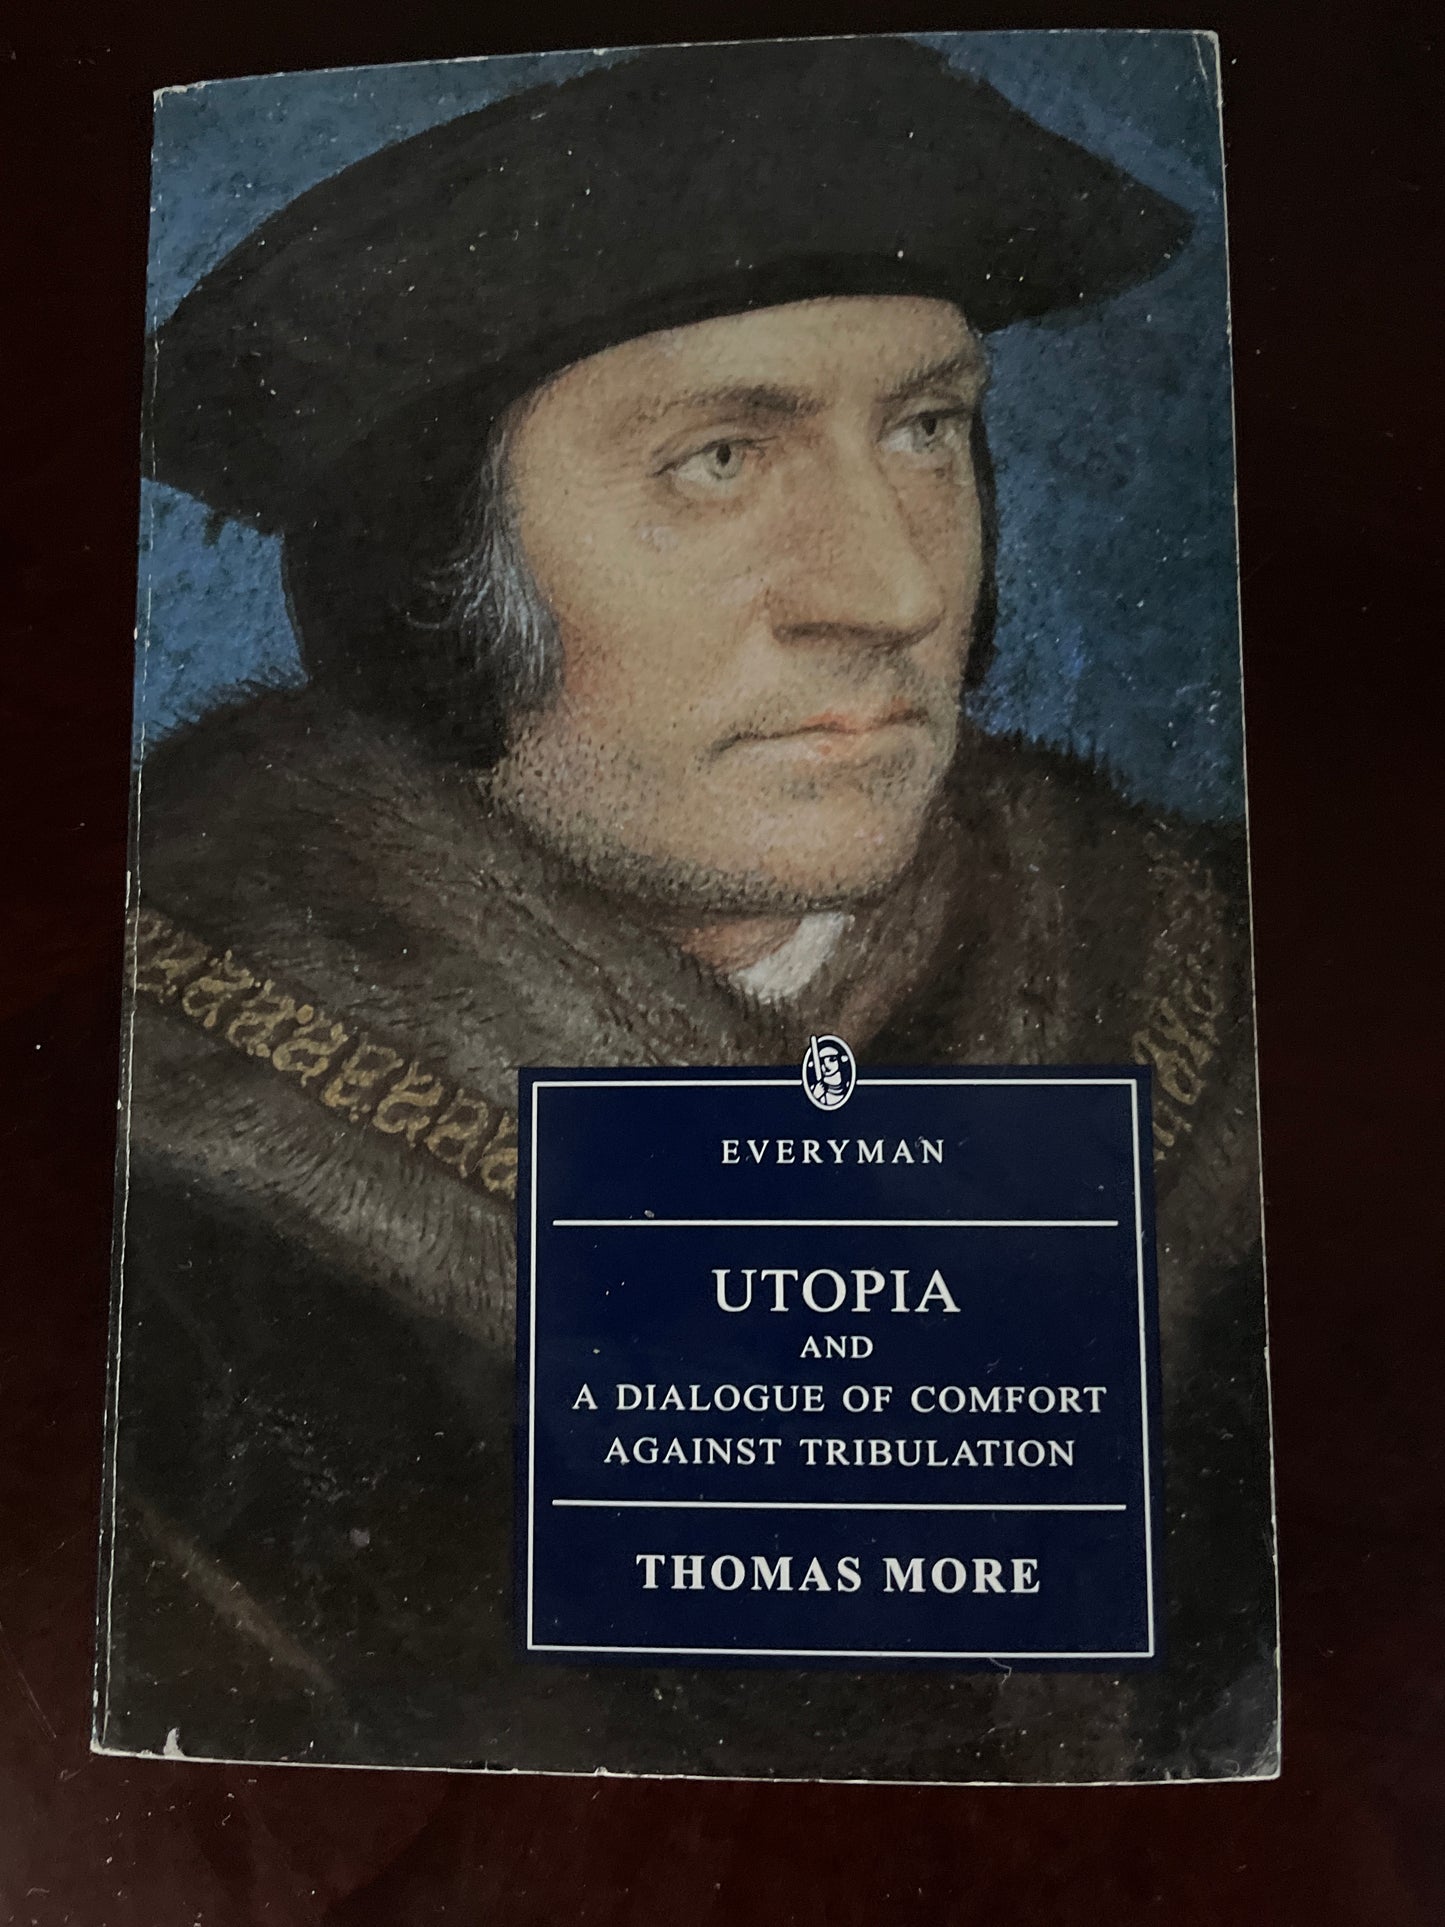 EVERYMAN
UTOPIA
AND
A DIALOGUE OF COMFORT
AGAINST TRIBULATION
THOMAS MORE